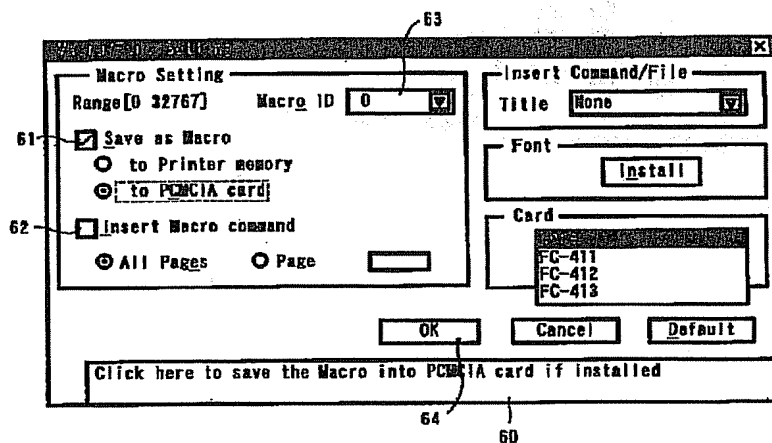 63
Macro Setting
Range[0 32767] Macro ID 0
61
Save as Macro
to Printer memory
to PCMCIA card
62
Insert Macro command
All Pages Page
Insert Command/File
Title None
Font
Install
Card
FC-411
FC-412
FC-413
OK Cancel Default
Click here to save the Macro into PCMCIA card if installed
64
60